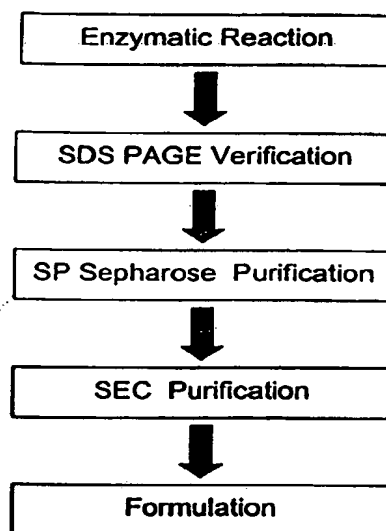 Enzymatic Reaction
SDS PAGE Verification
SP Sepharose Purification
SEC Purification
Formulation